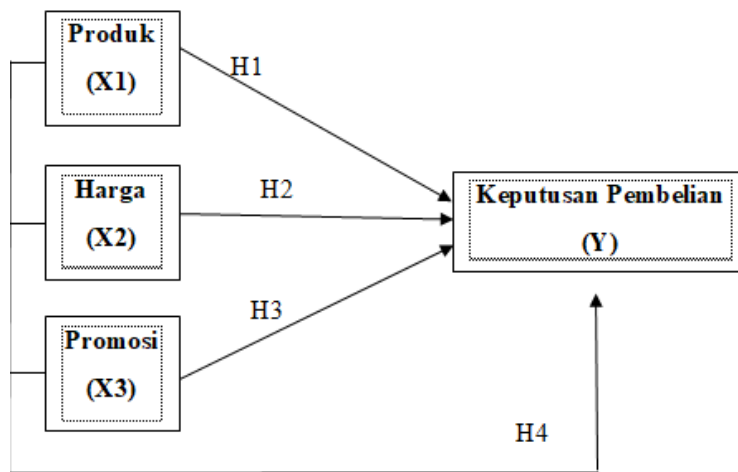 Produk
(X1)
H1
Harga
(X2)
H2
Keputusan Pembelian
(Y)
Promosi
(X3)
H3
H4